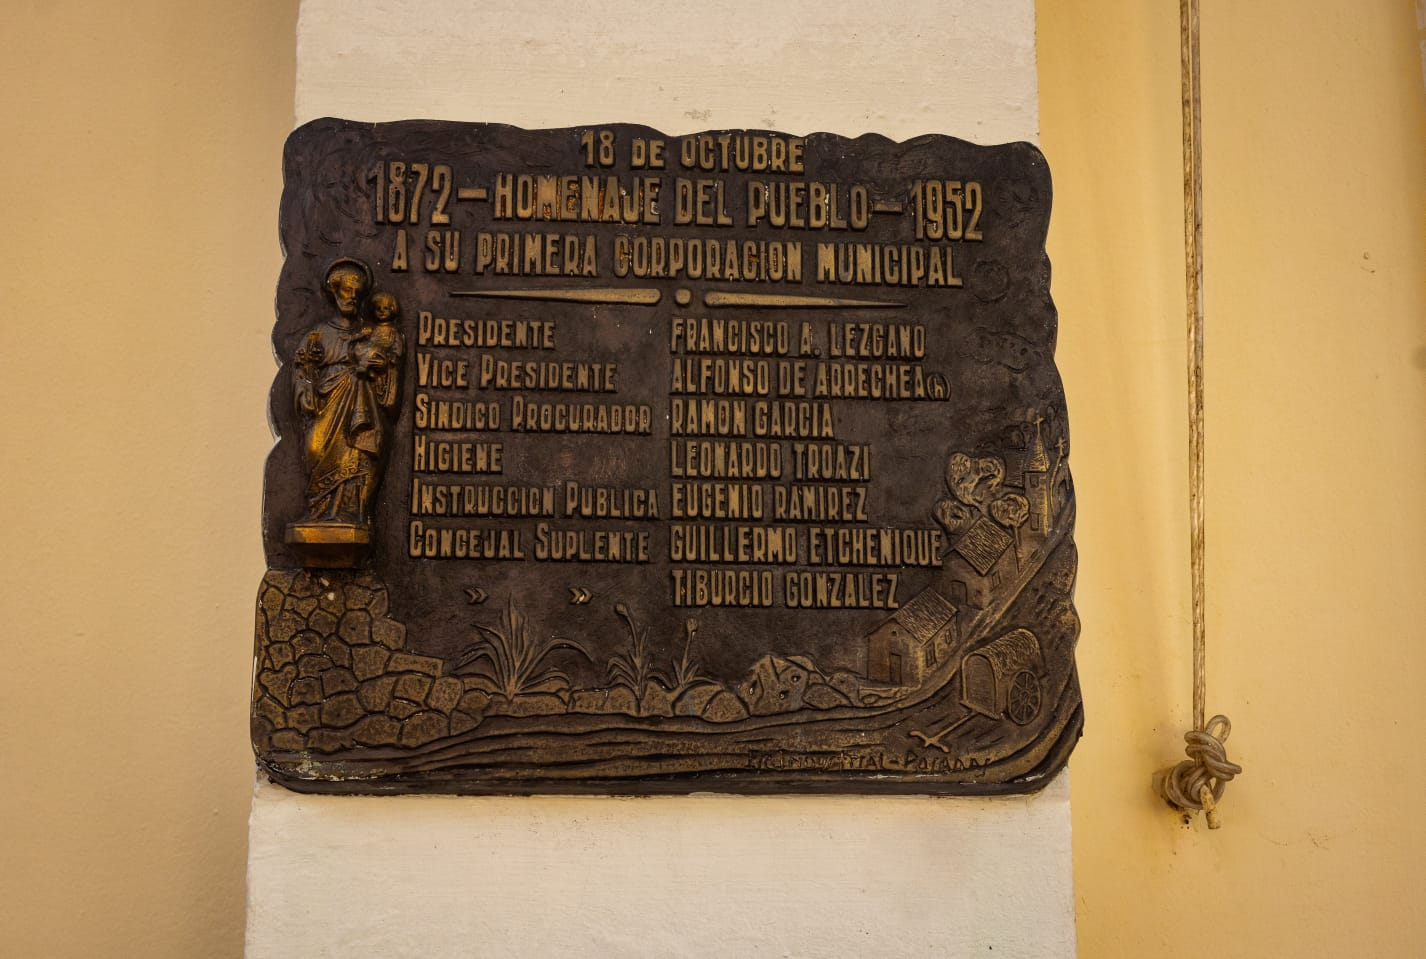 18 DE OCTUBRE
1872 — HOMENAJE DEL PUEBLO — 1952
A SU PRIMERA CORPORACION MUNICIPAL
PRESIDENTE FRANCISCO A. LEZCANO
VICE PRESIDENTE ALFONSO DE ARRECHEA (h)
SINDICO PROCURADOR RAMON GARCIA
HIGIENE LEONARDO TROAZI
INSTRUCCION PUBLICA EUGENIO RAMIREZ
CONCEJAL SUPLENTE GUILLERMO ETCHENIQUE
» » TIBURCIO GONZALEZ
INDUSTRIAL-